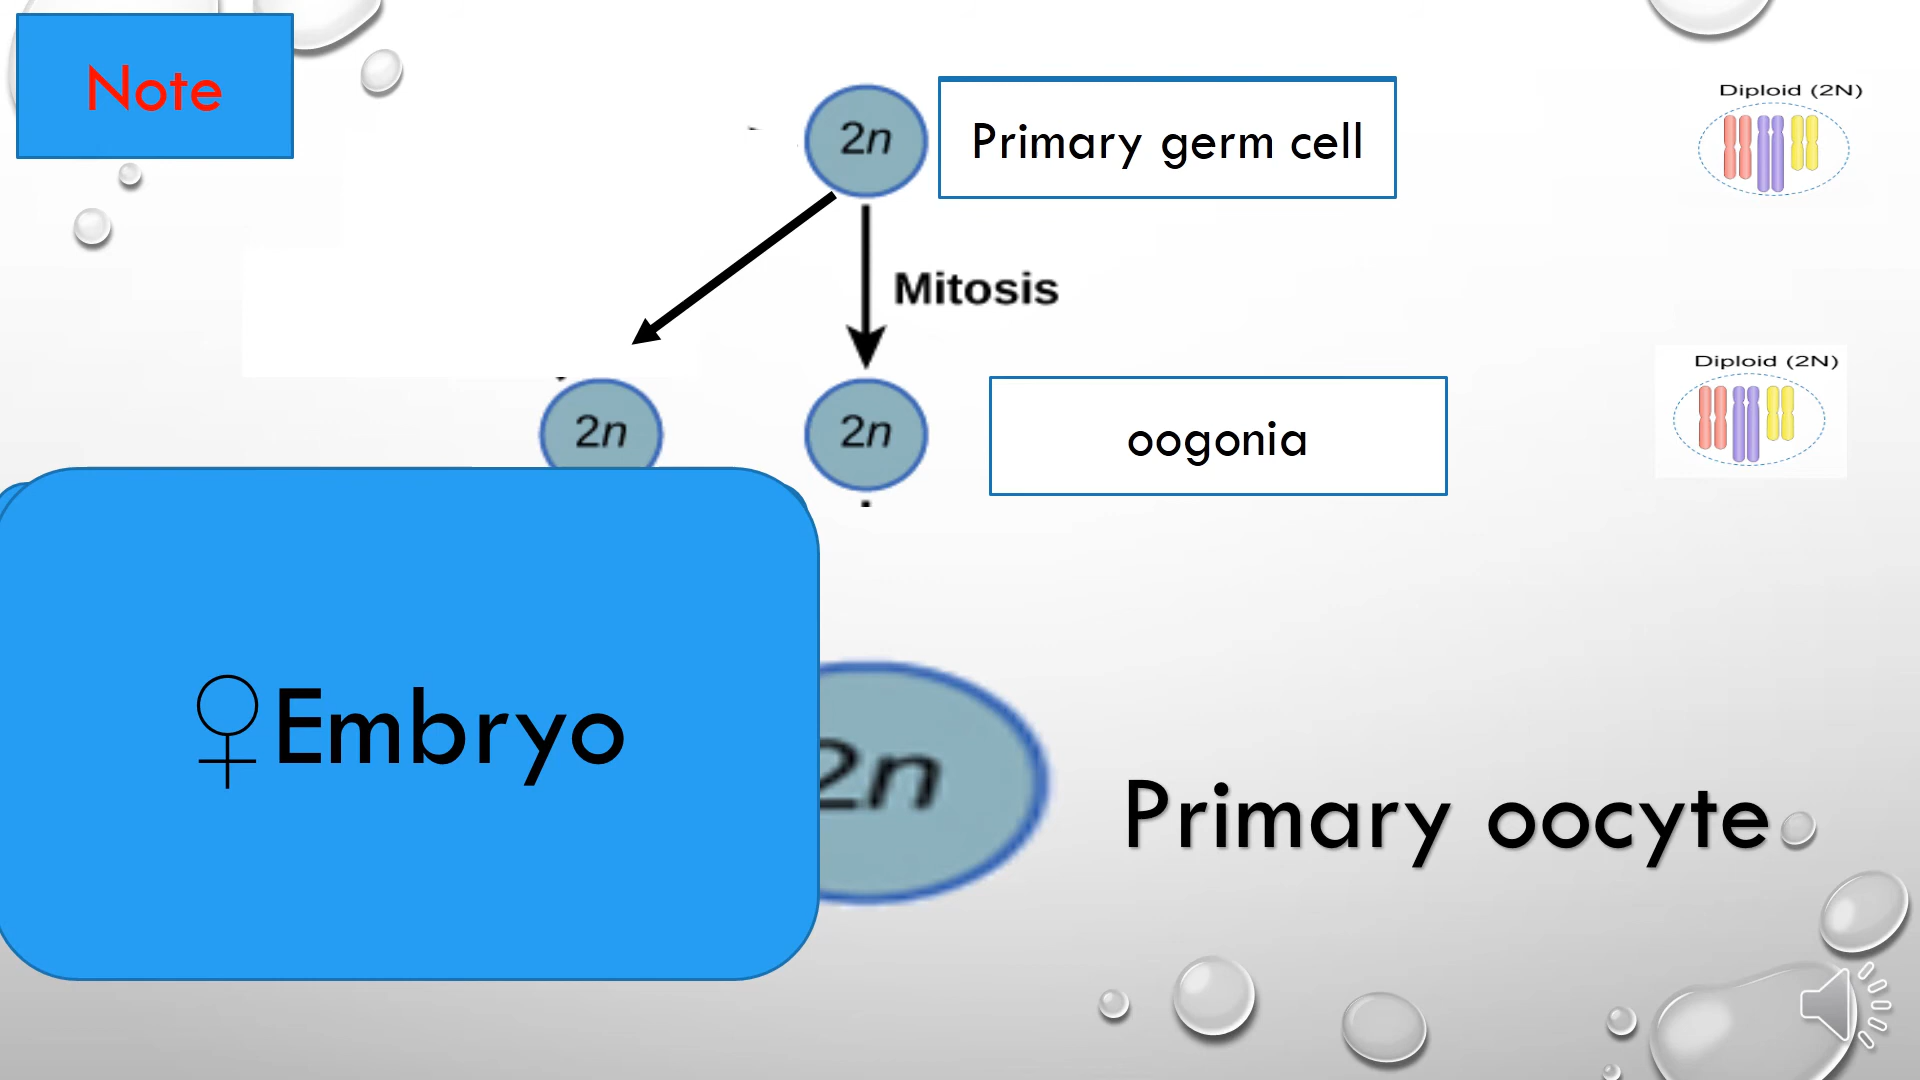 Note
2n
Primary germ cell
Diploid (2N)
Mitosis
Diploid (2N)
2n
2n
oogonia
♀Embryo
2n
Primary oocyte